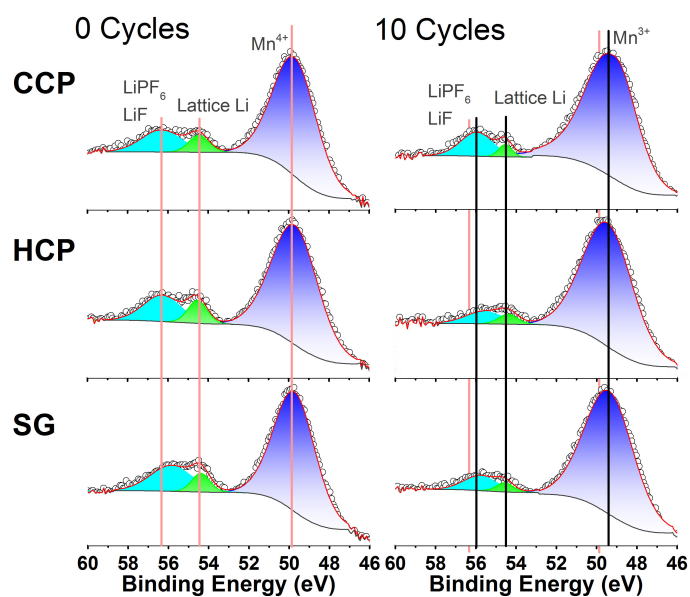 0 Cycles
10 Cycles
CCP
LiPF₆
LiF
Lattice Li
Mn⁴⁺
LiPF₆
LiF
Lattice Li
Mn³⁺
HCP
SG
60 58 56 54 52 50 48 46
60 58 56 54 52 50 48 46
Binding Energy (eV)
Binding Energy (eV)